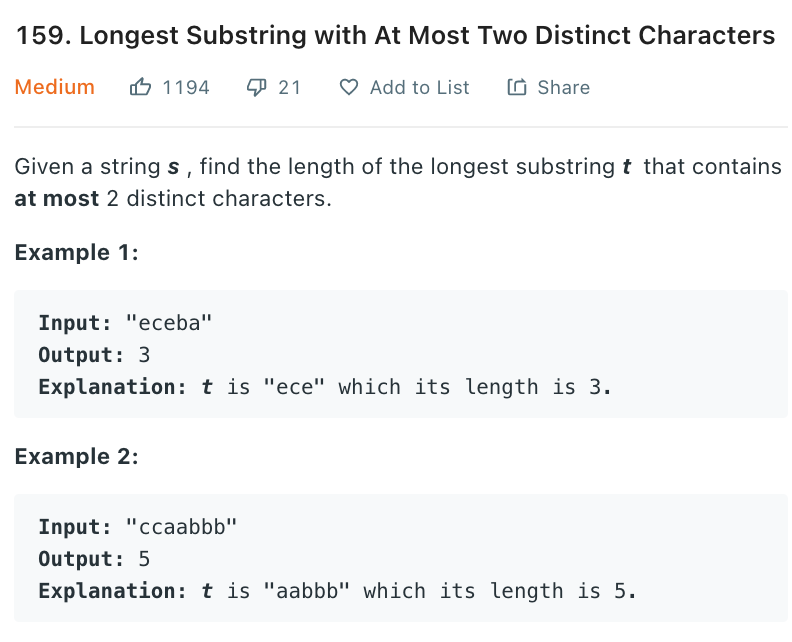 159. Longest Substring with At Most Two Distinct Characters
Medium 1194 21 Add to List Share
Given a string s , find the length of the longest substring t that contains
at most 2 distinct characters.
Example 1:
Input: "eceba"
Output: 3
Explanation: t is "ece" which its length is 3.
Example 2:
Input: "ccaabbb"
Output: 5
Explanation: t is "aabbb" which its length is 5.